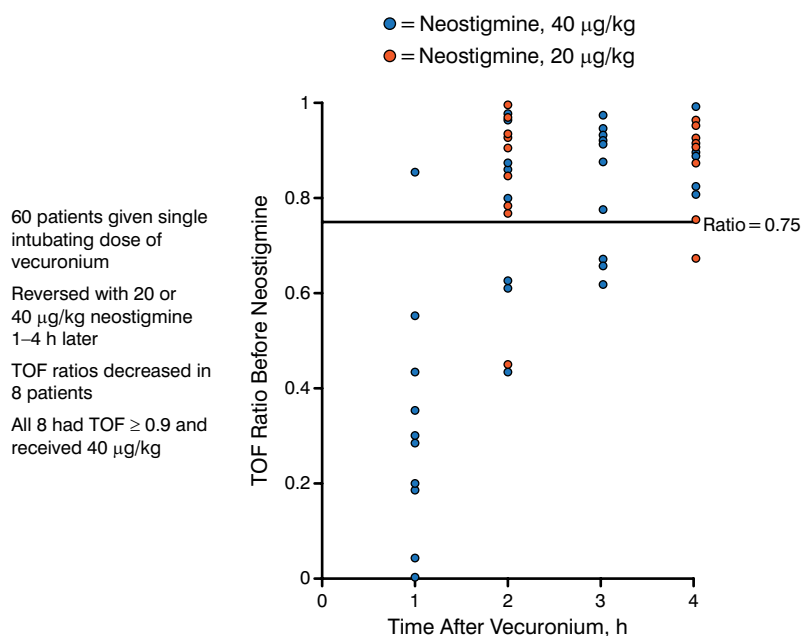 = Neostigmine, 40 μg/kg
= Neostigmine, 20 μg/kg
60 patients given single
intubating dose of
vecuronium
Reversed with 20 or
40 μg/kg neostigmine
1–4 h later
TOF ratios decreased in
8 patients
All 8 had TOF ≥ 0.9 and
received 40 μg/kg
TOF Ratio Before Neostigmine
1
0.8
0.6
0.4
0.2
0
Ratio = 0.75
0 1 2 3 4
Time After Vecuronium, h